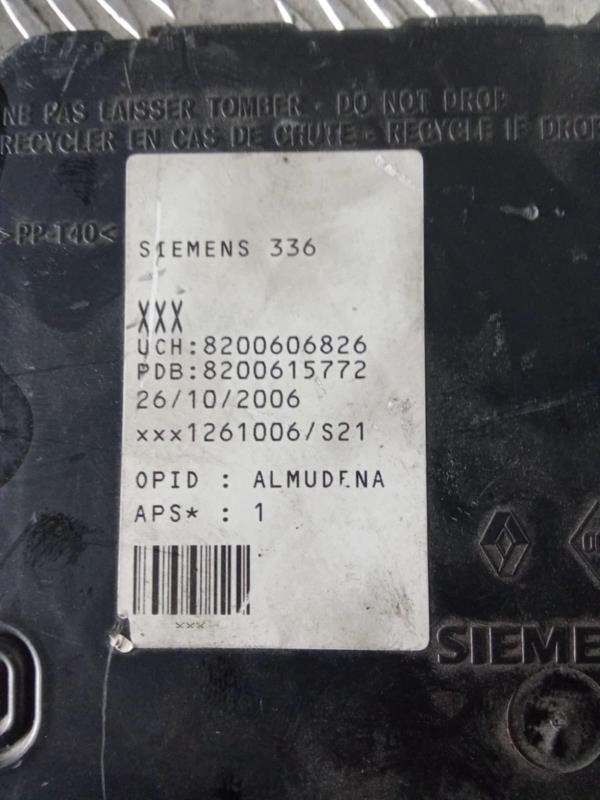 NE PAS LAISSER TOMBER - DO NOT DROP
RECYCLER EN CAS DE CHUTE - RECYCLE IF DROP
>PP-T40<
SIEMENS 336
XXX
UCH:8200606826
PDB:8200615772
26/10/2006
xxx1261006/S21
OPID : ALMUDENA
APS* : 1
xxx
SIEME